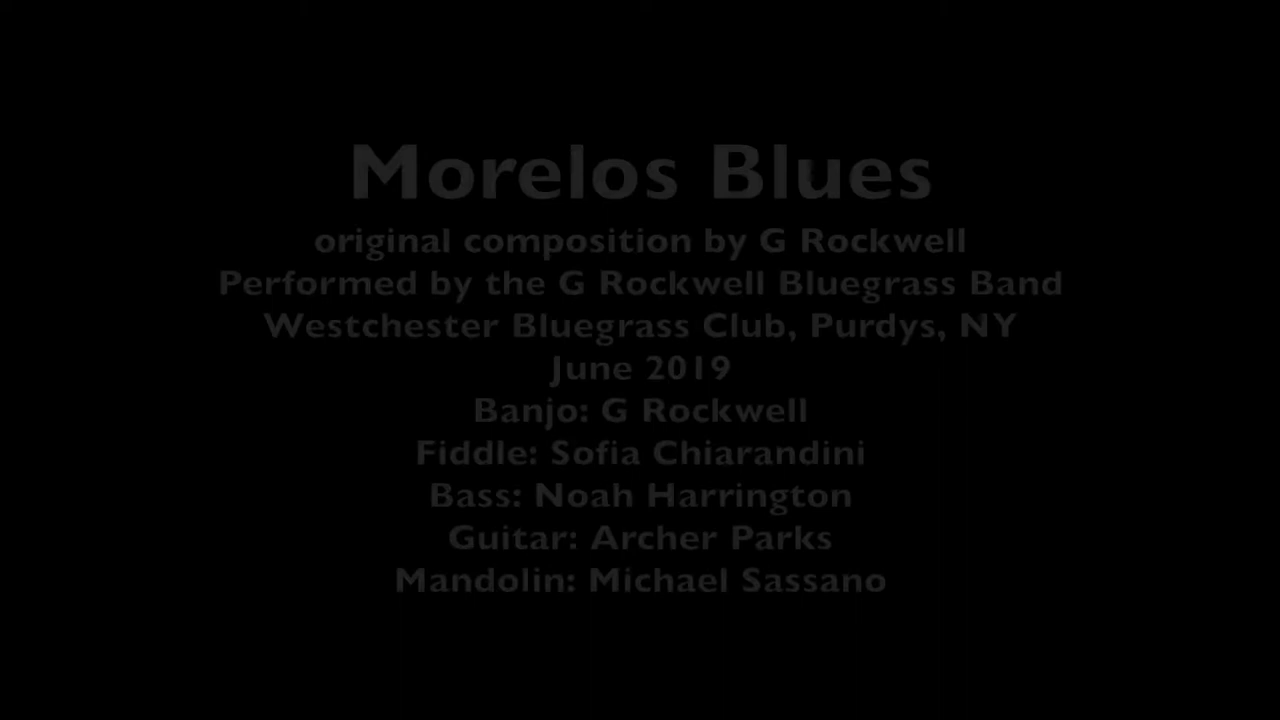 Morelos Blues
original composition by G Rockwell
Performed by the G Rockwell Bluegrass Band
Westchester Bluegrass Club, Purdys, NY
June 2019
Banjo: G Rockwell
Fiddle: Sofia Chiarandini
Bass: Noah Harrington
Guitar: Archer Parks
Mandolin: Michael Sassano